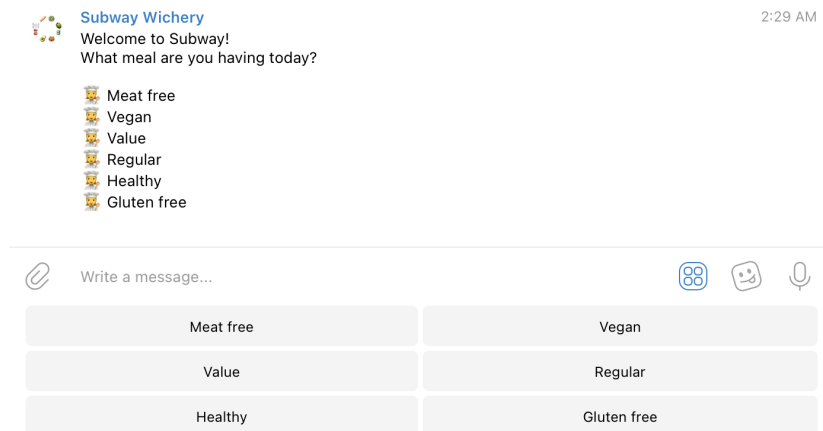 Subway Wichery
2:29 AM
Welcome to Subway!
What meal are you having today?
Meat free
Vegan
Value
Regular
Healthy
Gluten free
Write a message...
Meat free
Vegan
Value
Regular
Healthy
Gluten free